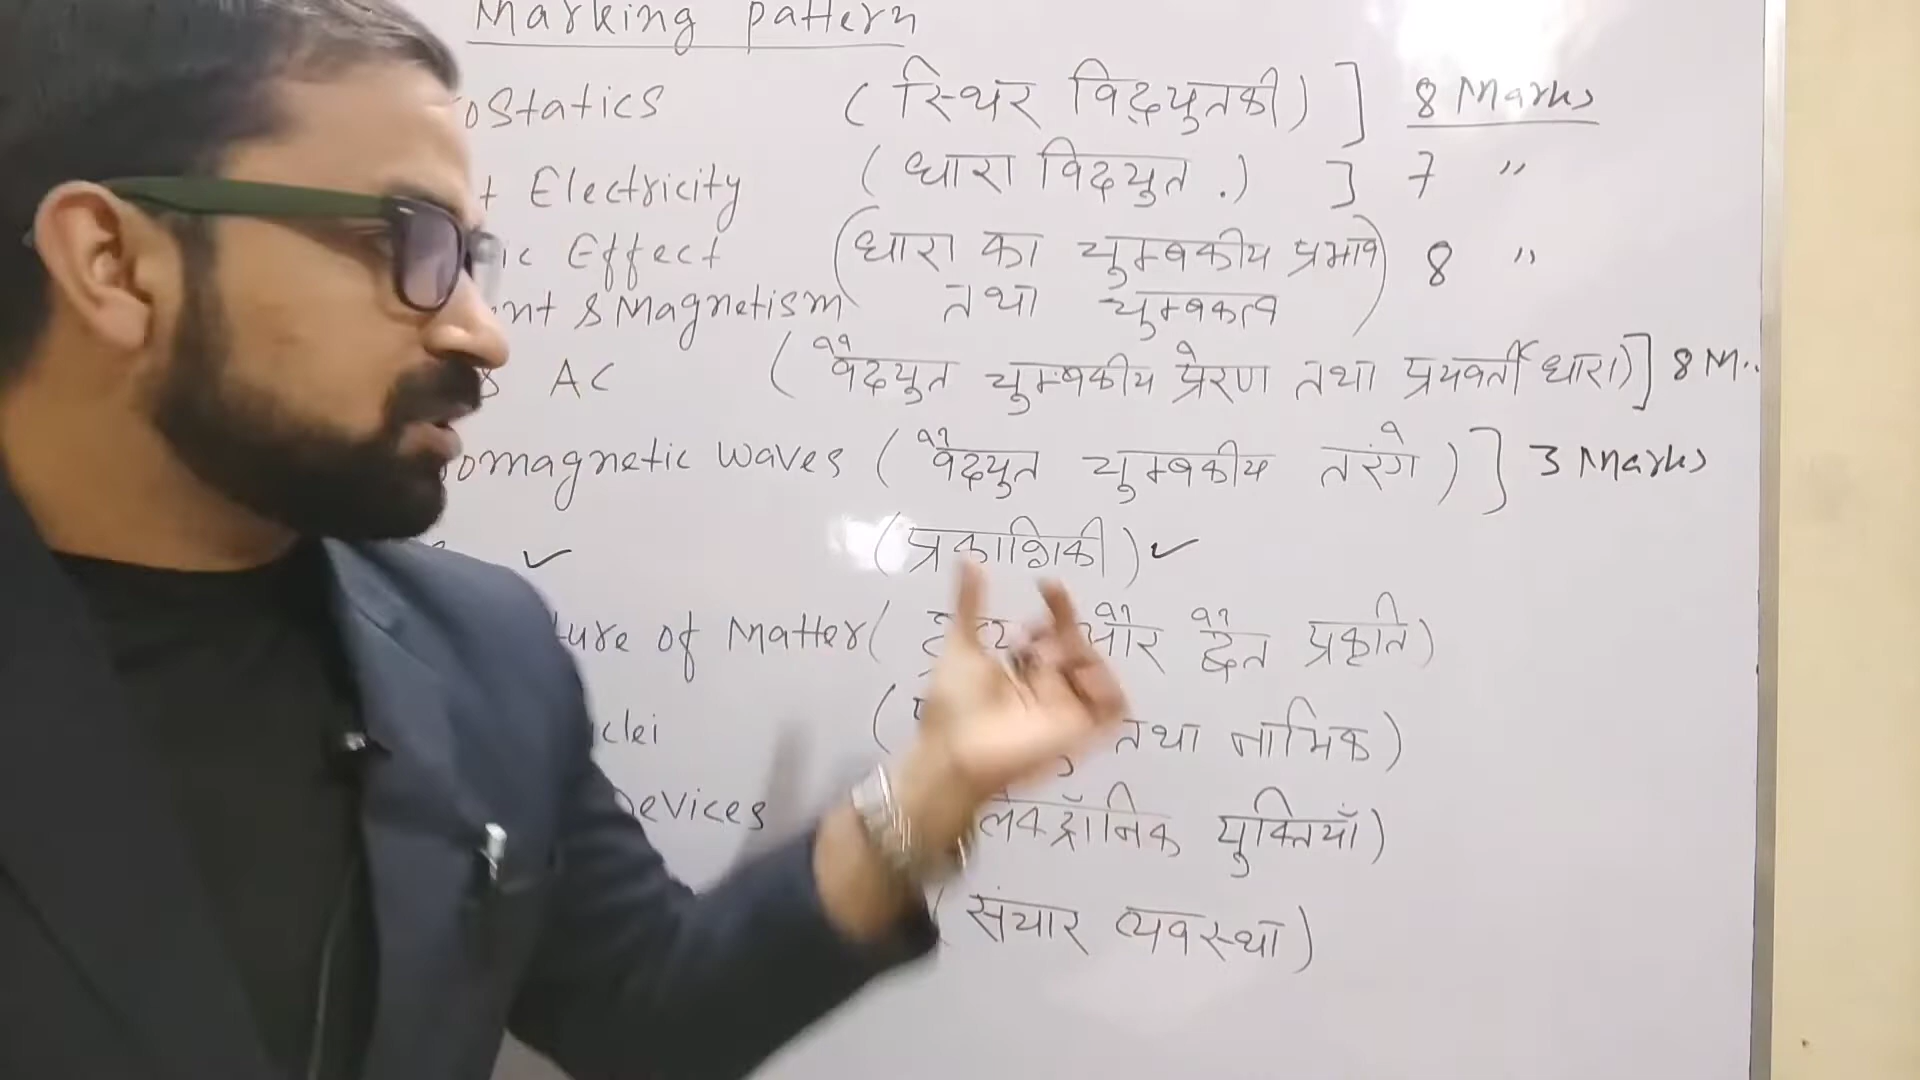 Marking pattern
oStatics (स्थिर विद्युतकी) ] 8 Marks
t Electricity (धारा विद्युत .) ] 7 "
ic Effect (धारा का चुम्बकीय प्रभाव 8 "
nt & Magnetism तथा चुम्बकत्व)
& AC (वैद्युत चुम्बकीय प्रेरण तथा प्रत्यवर्ती धारा)] 8 M..
omagnetic Waves (वैद्युत चुम्बकीय तरंगे)] 3 Marks
✓ (प्रकाशिकी) ✓
ture of Matter ( और द्वैत प्रकृति)
clei ( तथा नाभिक)
Devices लेक्ट्रॉनिक युक्तियाँ)
(संचार व्यवस्था)